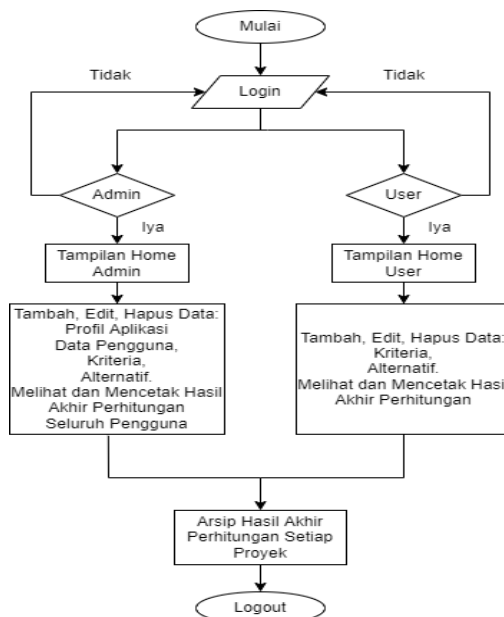 Mulai
Tidak
Tidak
Login
Admin
User
Iya
Iya
Tampilan Home
Admin
Tampilan Home
User
Tambah, Edit, Hapus Data:
Profil Aplikasi
Data Pengguna,
Kriteria,
Alternatif.
Melihat dan Mencetak Hasil
Akhir Perhitungan
Seluruh Pengguna
Tambah, Edit, Hapus Data:
Kriteria,
Alternatif.
Melihat dan Mencetak Hasi
Akhir Perhitungan
Arsip Hasil Akhir
Perhitungan Setiap
Proyek
Logout